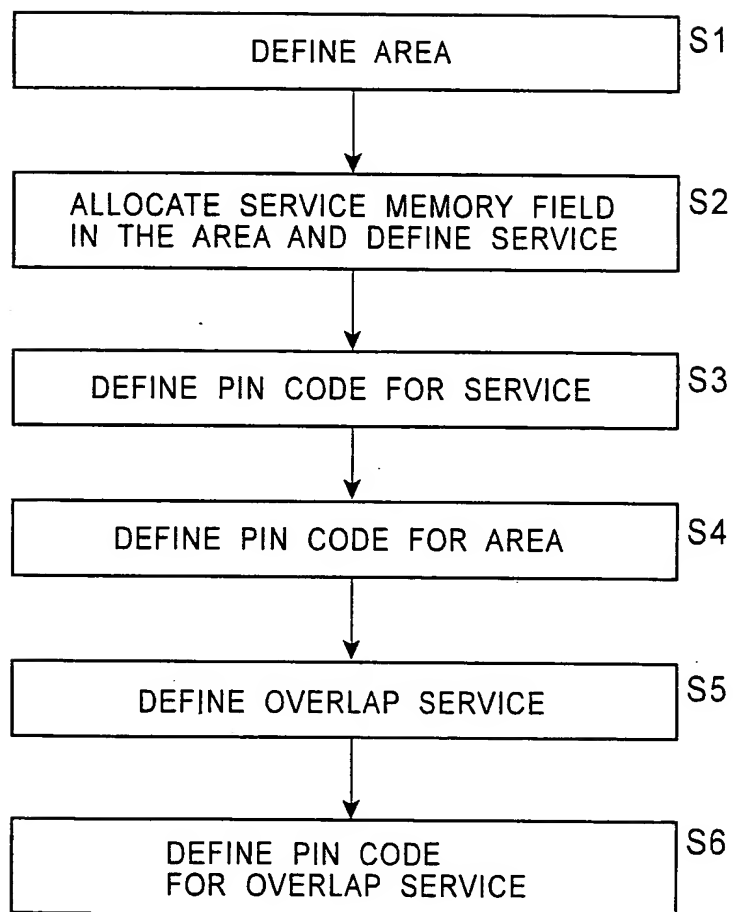 DEFINE AREA
S1
ALLOCATE SERVICE MEMORY FIELD
IN THE AREA AND DEFINE SERVICE
S2
DEFINE PIN CODE FOR SERVICE
S3
DEFINE PIN CODE FOR AREA
S4
DEFINE OVERLAP SERVICE
S5
DEFINE PIN CODE
FOR OVERLAP SERVICE
S6